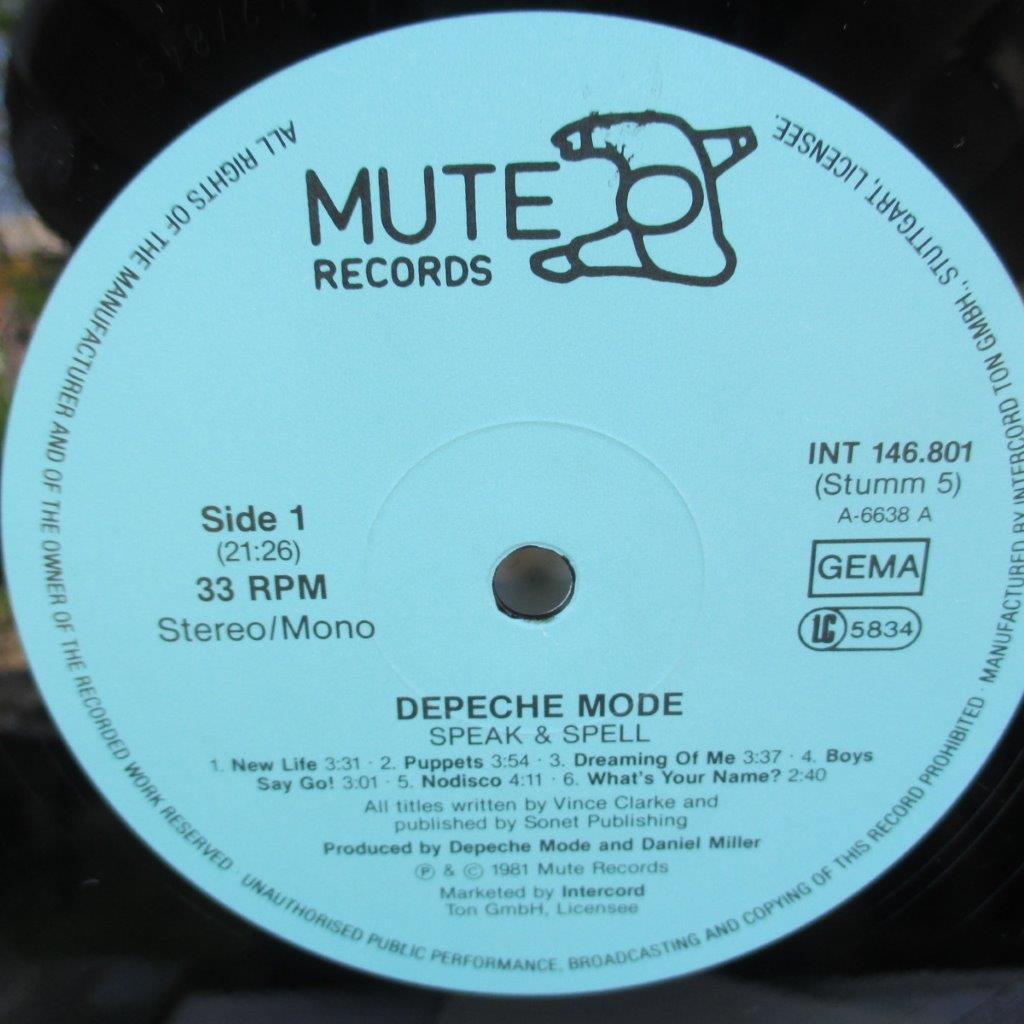 MUTE
RECORDS
INT 146.801
(Stumm 5)
A-6638 A
GEMA
LC 5834
Side 1
(21:26)
33 RPM
Stereo/Mono
DEPECHE MODE
SPEAK & SPELL
1. New Life 3:31 · 2. Puppets 3:54 · 3. Dreaming Of Me 3:37 · 4. Boys
Say Go! 3:01 · 5. Nodisco 4:11 · 6. What's Your Name? 2:40
All titles written by Vince Clarke and
published by Sonet Publishing
Produced by Depeche Mode and Daniel Miller
Ⓟ & © 1981 Mute Records
Marketed by Intercord
Ton GmbH, Licensee
ALL RIGHTS OF THE MANUFACTURER AND OF THE OWNER OF THE RECORDED WORK RESERVED · UNAUTHORISED PUBLIC PERFORMANCE, BROADCASTING AND COPYING OF THIS RECORD PROHIBITED · MANUFACTURED BY INTERCORD TON GMBH., STUTTGART, LICENSEE.